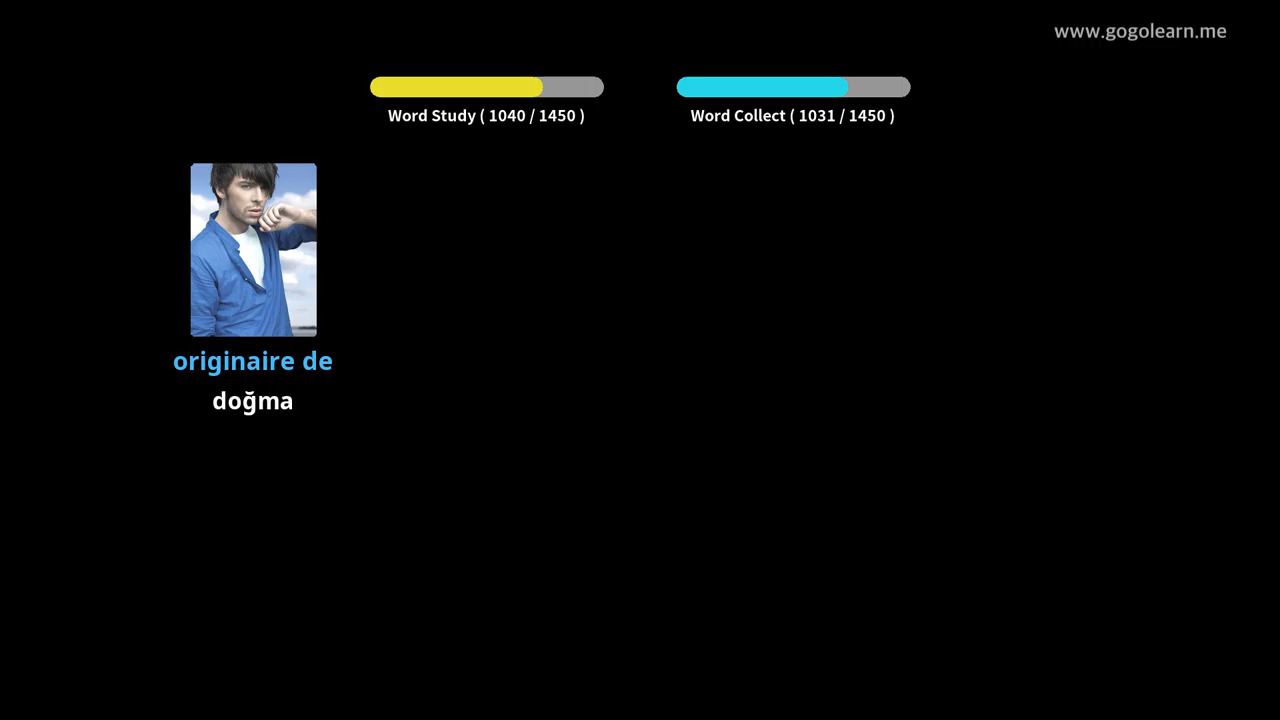 www.gogolearn.me
Word Study ( 1040 / 1450 )
Word Collect ( 1031 / 1450 )
originaire de
doğma